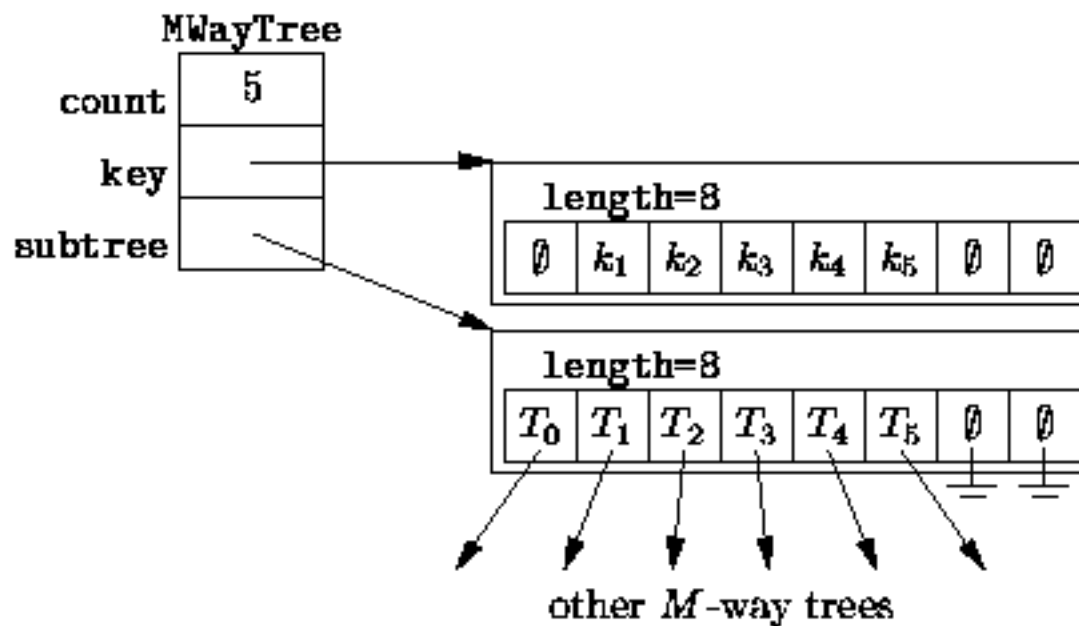 MWayTree
count 5
key
subtree
length=8
∅ k₁ k₂ k₃ k₄ k₅ ∅ ∅
length=8
T₀ T₁ T₂ T₃ T₄ T₅ ∅ ∅
other M-way trees